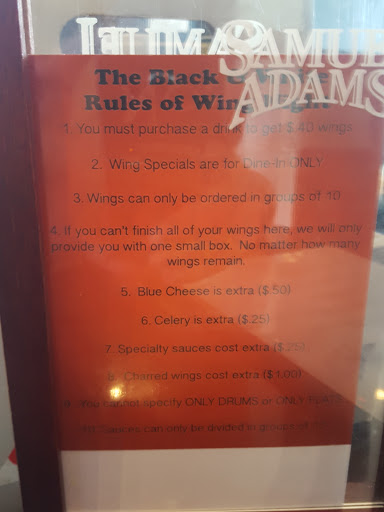 SAMUEL
ADAMS
The Black
Rules of Wing
1. You must purchase a drink to get $.40 wings
2. Wing Specials are for Dine-In ONLY
3. Wings can only be ordered in groups of 10
4. If you can't finish all of your wings here, we will only
provide you with one small box. No matter how many
wings remain.
5. Blue Cheese is extra ($.50)
6. Celery is extra ($.25)
7. Specialty sauces cost extra ($.25)
8. Charred wings cost extra ($1.00)
9. You cannot specify ONLY DRUMS or ONLY FLATS
10. Sauces can only be divided in groups of